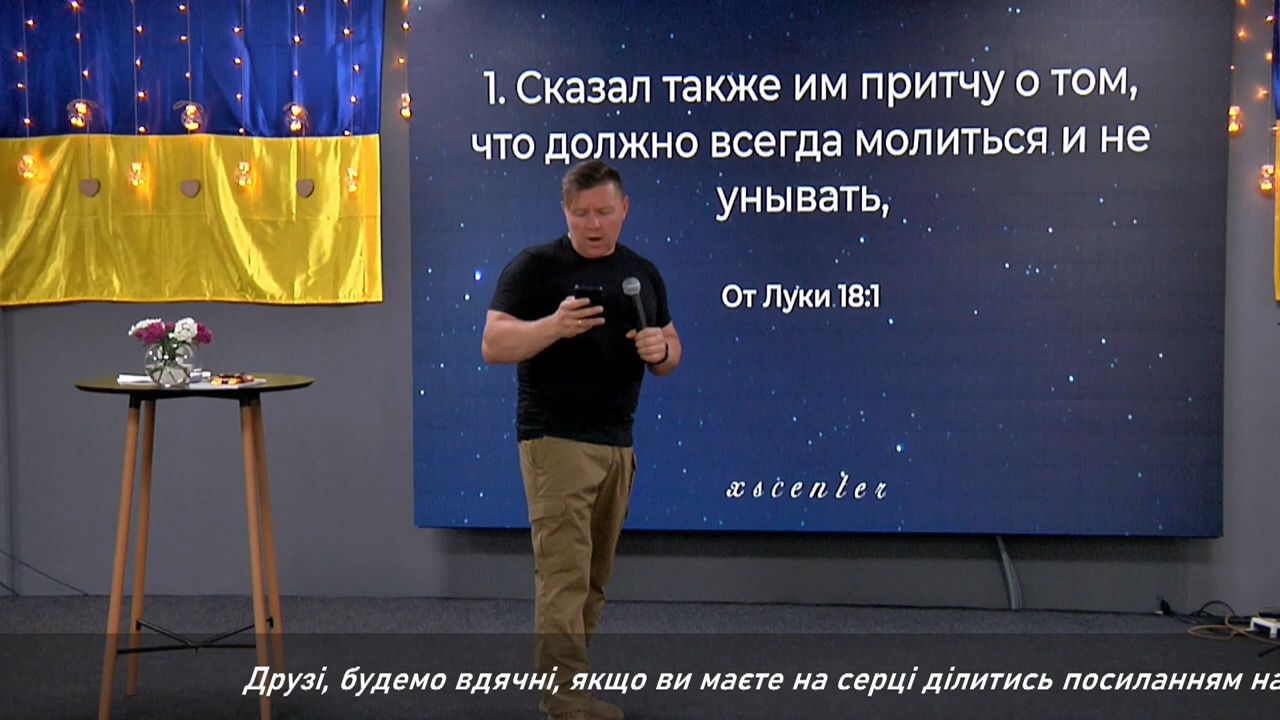 1. Сказал также им притчу о том,
что должно всегда молиться и не
унывать,
От Луки 18:1
xscenter
Друзі, будемо вдячні, якщо ви маєте на серці ділитись посиланням на